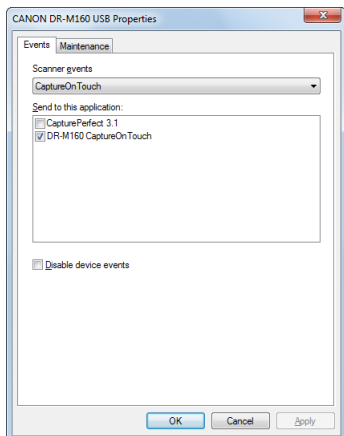 CANON DR-M160 USB Properties
Events Maintenance
Scanner events
CaptureOnTouch
Send to this application:
CapturePerfect 3.1
DR-M160 CaptureOnTouch
Disable device events
OK Cancel Apply